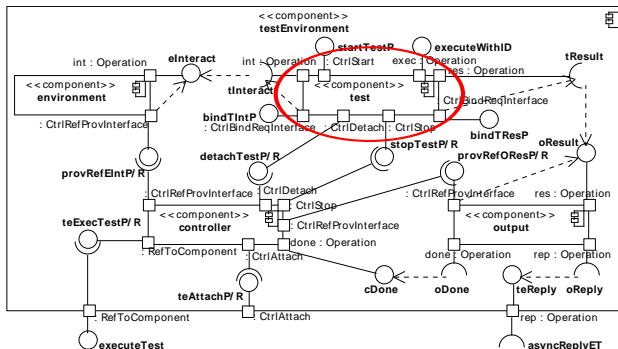 <<component>>
testEnvironment
startTestP
executeWithID
tResult
eInteract
int : Operation
int : Operation
: CtrlStart
exec : Operation
res : Operation
<<component>>
environment
tInteract
<<component>>
test
: CtrlBindReqInterface
bindTIntP
: CtrlRefProvInterface
: CtrlBindReqInterface
: CtrlDetach
: CtrlStop
bindTResP
oResult
detachTestP/R
stopTestP/R
provRefOResP/R
provRefEIntP/R
: CtrlRefProvInterface
: CtrlDetach
: CtrlStop
: CtrlRefProvInterface
res : Operation
<<component>>
controller
: CtrlRefProvInterface
<<component>>
output
teExecTestP/R
: RefToComponent
done : Operation
: CtrlAttach
done : Operation
rep : Operation
teAttachP/R
cDone
oDone
teReply
oReply
: RefToComponent
: CtrlAttach
rep : Operation
executeTest
asyncReplyET